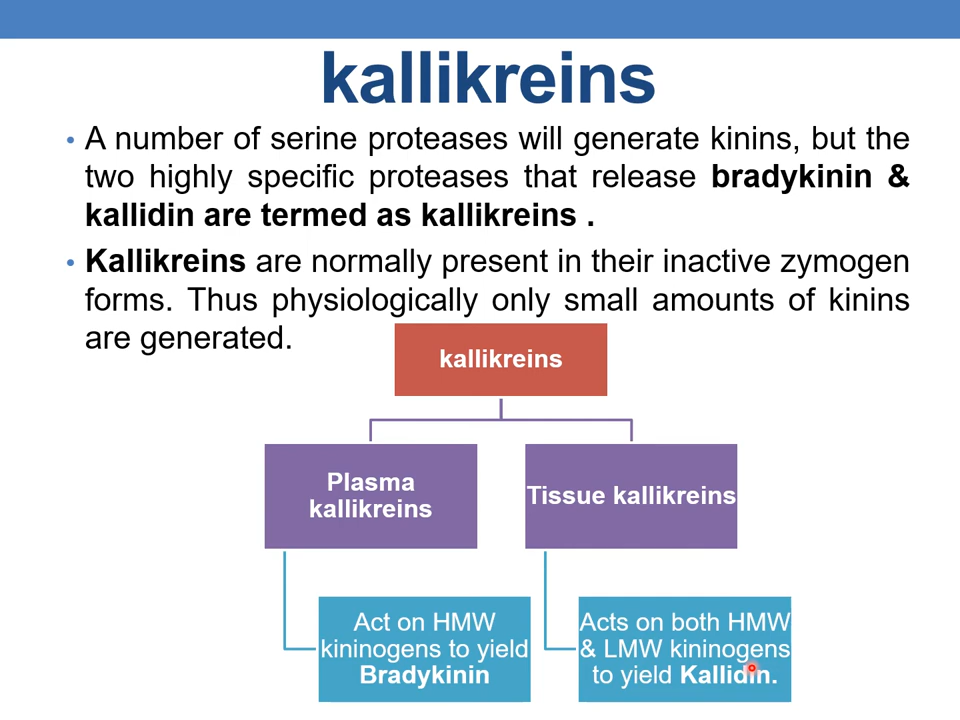 kallikreins
• A number of serine proteases will generate kinins, but the
two highly specific proteases that release bradykinin &
kallidin are termed as kallikreins .
• Kallikreins are normally present in their inactive zymogen
forms. Thus physiologically only small amounts of kinins
are generated.
kallikreins
Plasma
kallikreins
Tissue kallikreins
Act on HMW
kininogens to yield
Bradykinin
Acts on both HMW
& LMW kininogens
to yield Kallidin.